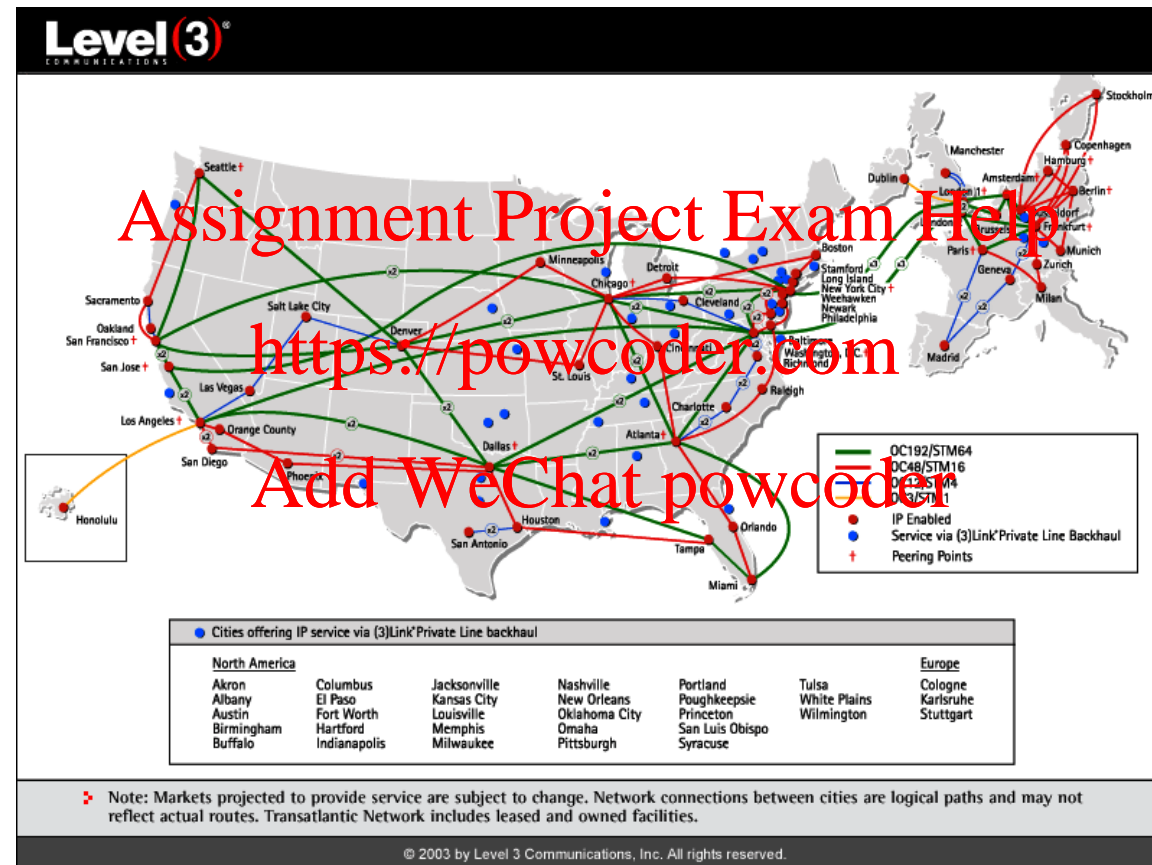 Level(3)®
COMMUNICATIONS
Stockholm
Copenhagen
Manchester
Hamburg†
Dublin
Amsterdam†
Berlin†
Seattle†
London
Frankfurt†
Brussels
Paris†
Munich
Geneva
Zurich
Milan
Madrid
Assignment Project Exam Help
Boston
Minneapolis
Detroit
Chicago†
Stamford
Long Island
New York City†
Weehawken
Newark
Philadelphia
x2
x3
x3
Cleveland
Sacramento
Salt Lake City
Oakland
San Francisco†
Denver
Baltimore
Washington, D.C.†
Richmond
Cincinnati
https://powcoder.com
San Jose†
St. Louis
Las Vegas
Raleigh
Charlotte
Los Angeles†
Orange County
Atlanta†
Dallas†
San Diego
Phoenix
Add WeChat powcoder
OC192/STM64
OC48/STM16
OC12/STM4
OC3/STM1
IP Enabled
Service via (3)Link®Private Line Backhaul
† Peering Points
Honolulu
Houston
San Antonio
Orlando
Tampa
Miami
Cities offering IP service via (3)Link®Private Line backhaul
North America
Akron
Albany
Austin
Birmingham
Buffalo
Columbus
El Paso
Fort Worth
Hartford
Indianapolis
Jacksonville
Kansas City
Louisville
Memphis
Milwaukee
Nashville
New Orleans
Oklahoma City
Omaha
Pittsburgh
Portland
Poughkeepsie
Princeton
San Luis Obispo
Syracuse
Tulsa
White Plains
Wilmington
Europe
Cologne
Karlsruhe
Stuttgart
Note: Markets projected to provide service are subject to change. Network connections between cities are logical paths and may not
reflect actual routes. Transatlantic Network includes leased and owned facilities.
© 2003 by Level 3 Communications, Inc. All rights reserved.